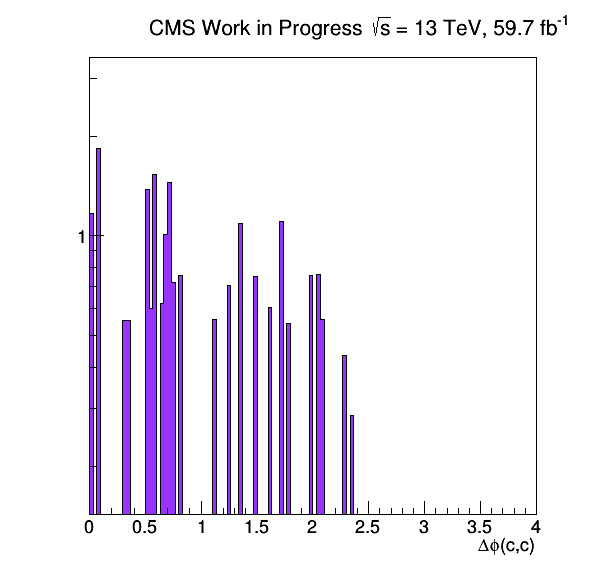 CMS Work in Progress √s = 13 TeV, 59.7 fb⁻¹
1
0 0.5 1 1.5 2 2.5 3 3.5 4
Δϕ(c,c)